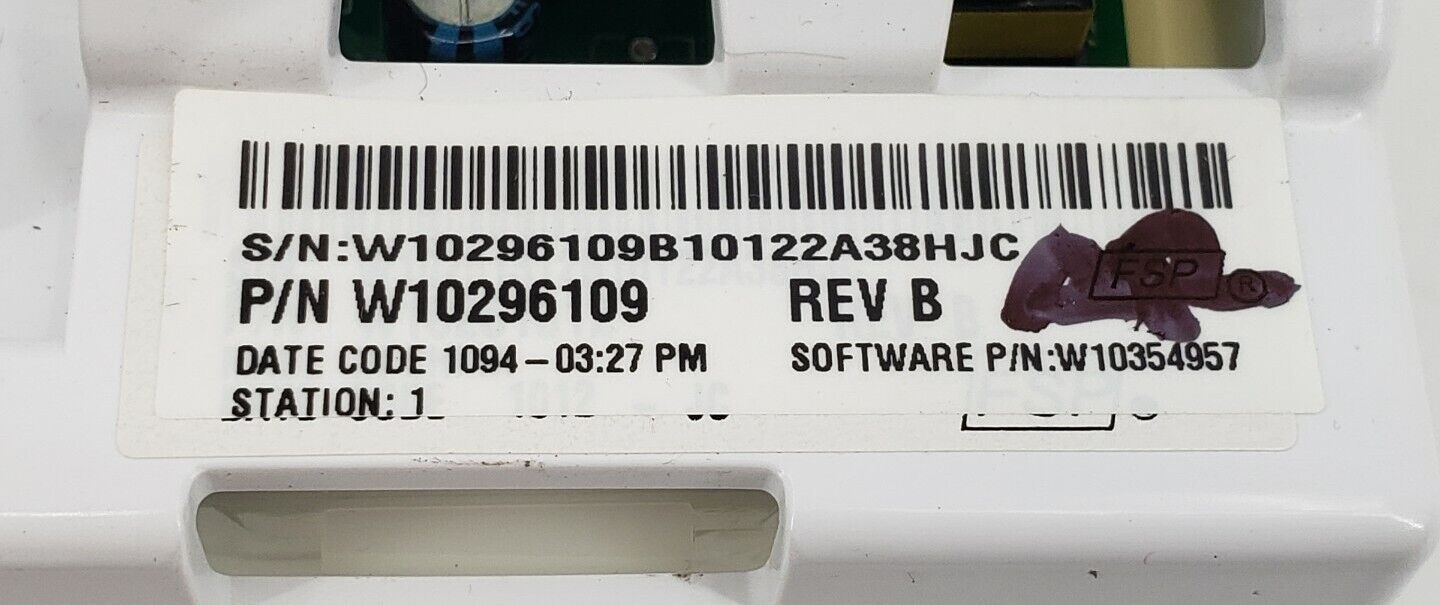 S/N:W10296109B10122A38HJC
FSP ®
P/N W10296109 REV B
DATE CODE 1094-03:27 PM SOFTWARE P/N:W10354957
STATION: 1